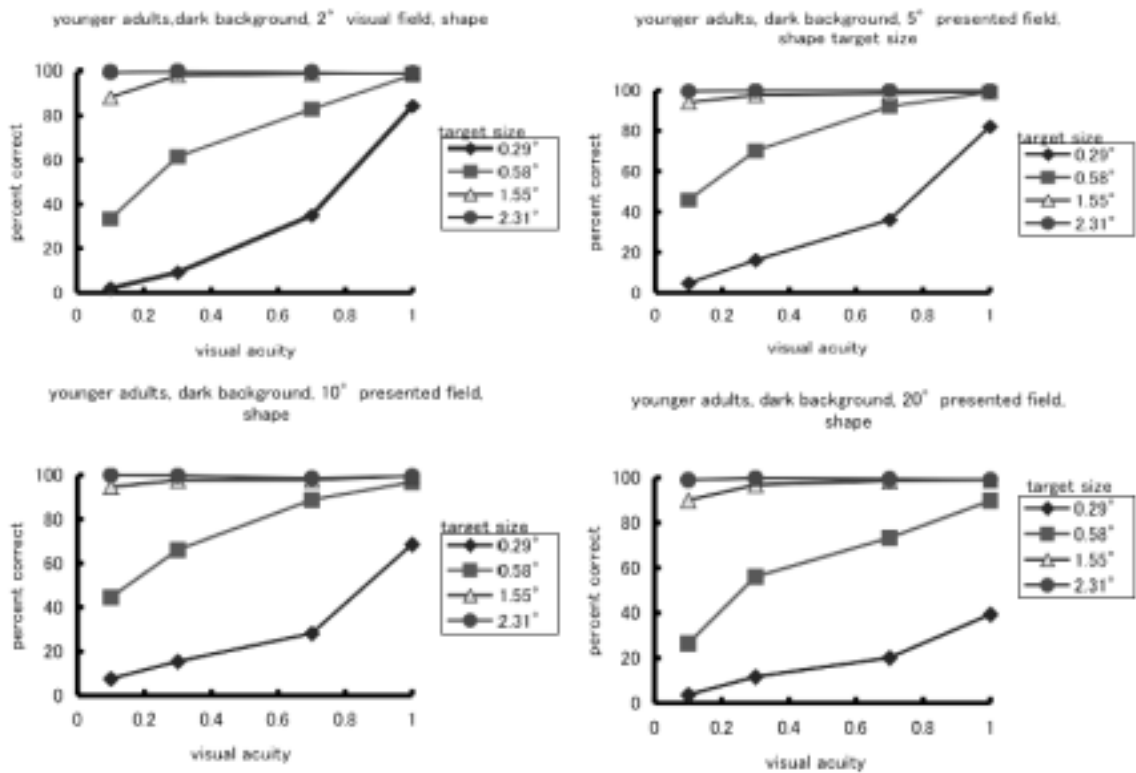 younger adults,dark background, 2° visual field, shape
100
80
60
40
20
0
percent correct
0 0.2 0.4 0.6 0.8 1
visual acuity
target size
0.29°
0.58°
1.55°
2.31°
younger adults, dark background, 5° presented field,
shape target size
100
80
60
40
20
0
percent correct
0 0.2 0.4 0.6 0.8 1
visual acuity
target size
0.29°
0.58°
1.55°
2.31°
younger adults, dark background, 10° presented field,
shape
100
80
60
40
20
0
percent correct
0 0.2 0.4 0.6 0.8 1
visual acuity
target size
0.29°
0.58°
1.55°
2.31°
younger adults, dark background, 20° presented field,
shape
100
80
60
40
20
0
percent correct
0 0.2 0.4 0.6 0.8 1
visual acuity
target size
0.29°
0.58°
1.55°
2.31°